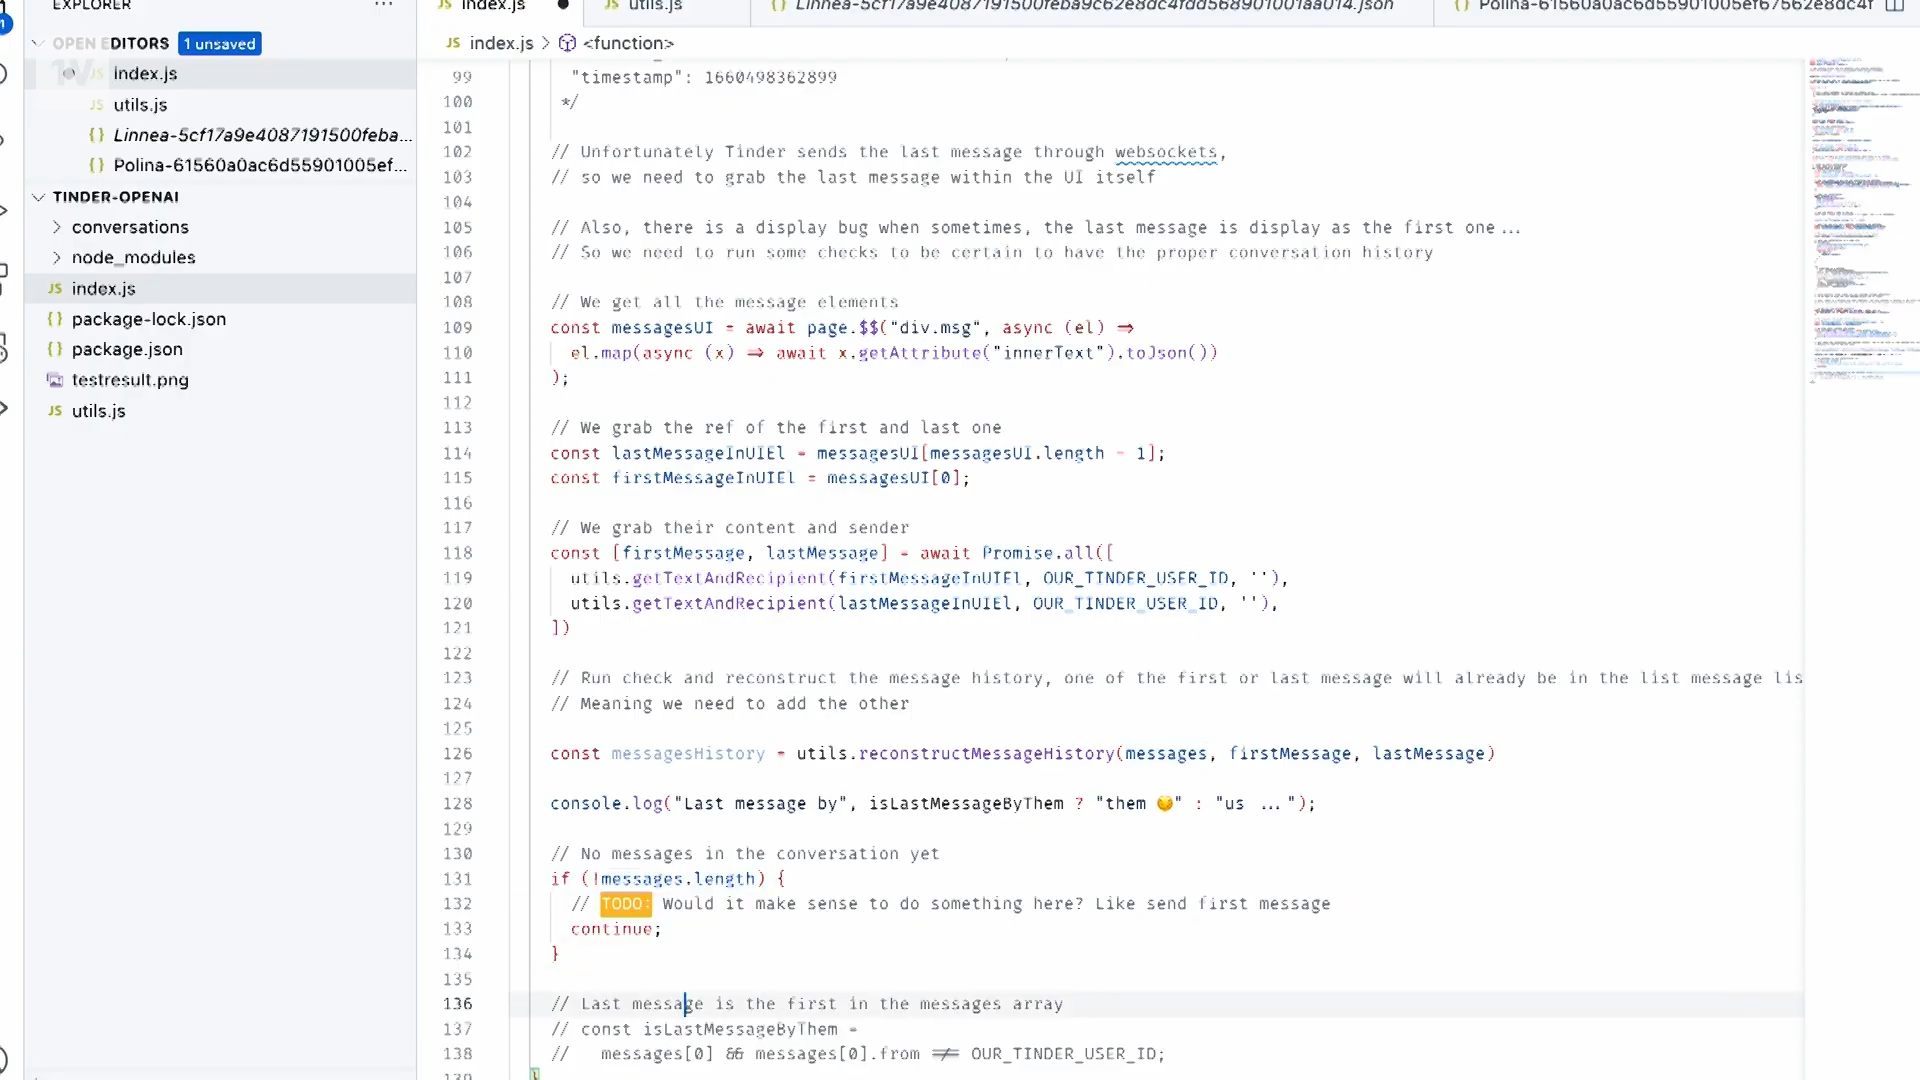 EXPLORER
...
OPEN EDITORS 1 unsaved
JS index.js
JS utils.js
{} Linnea-5cf17a9e4087191500feba...
{} Polina-61560a0ac6d55901005ef...
TINDER-OPENAI
conversations
node_modules
JS index.js
{} package-lock.json
{} package.json
testresult.png
JS utils.js
JS index.js
JS utils.js
{} Linnea-5cf17a9e4087191500feba9c62e8dc4fdd568901001aa014.json
{} Polina-61560a0ac6d55901005ef67562e8dc4f
JS index.js > <function>
99 "timestamp": 1660498362899
100 */
101
102 // Unfortunately Tinder sends the last message through websockets,
103 // so we need to grab the last message within the UI itself
104
105 // Also, there is a display bug when sometimes, the last message is display as the first one...
106 // So we need to run some checks to be certain to have the proper conversation history
107
108 // We get all the message elements
109 const messagesUI = await page.$$("div.msg", async (el) =>
110 el.map(async (x) => await x.getAttribute("innerText").toJson())
111 );
112
113 // We grab the ref of the first and last one
114 const lastMessageInUIEl = messagesUI[messagesUI.length - 1];
115 const firstMessageInUIEl = messagesUI[0];
116
117 // We grab their content and sender
118 const [firstMessage, lastMessage] = await Promise.all([
119 utils.getTextAndRecipient(firstMessageInUIEl, OUR_TINDER_USER_ID, ''),
120 utils.getTextAndRecipient(lastMessageInUIEl, OUR_TINDER_USER_ID, ''),
121 ])
122
123 // Run check and reconstruct the message history, one of the first or last message will already be in the list message lis
124 // Meaning we need to add the other
125
126 const messagesHistory = utils.reconstructMessageHistory(messages, firstMessage, lastMessage)
127
128 console.log("Last message by", isLastMessageByThem ? "them 😏" : "us ...");
129
130 // No messages in the conversation yet
131 if (!messages.length) {
132 // TODO: Would it make sense to do something here? Like send first message
133 continue;
134 }
135
136 // Last message is the first in the messages array
137 // const isLastMessageByThem =
138 // messages[0] && messages[0].from !== OUR_TINDER_USER_ID;
139 }